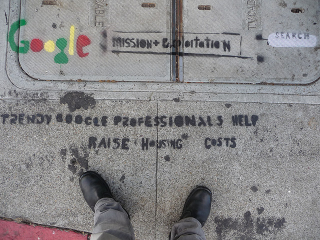 Google MISSION+ExploitatioN SEARCH
TRENDY GOOGLE PROFESSIONALS HELP
RAISE HOUSING COSTS